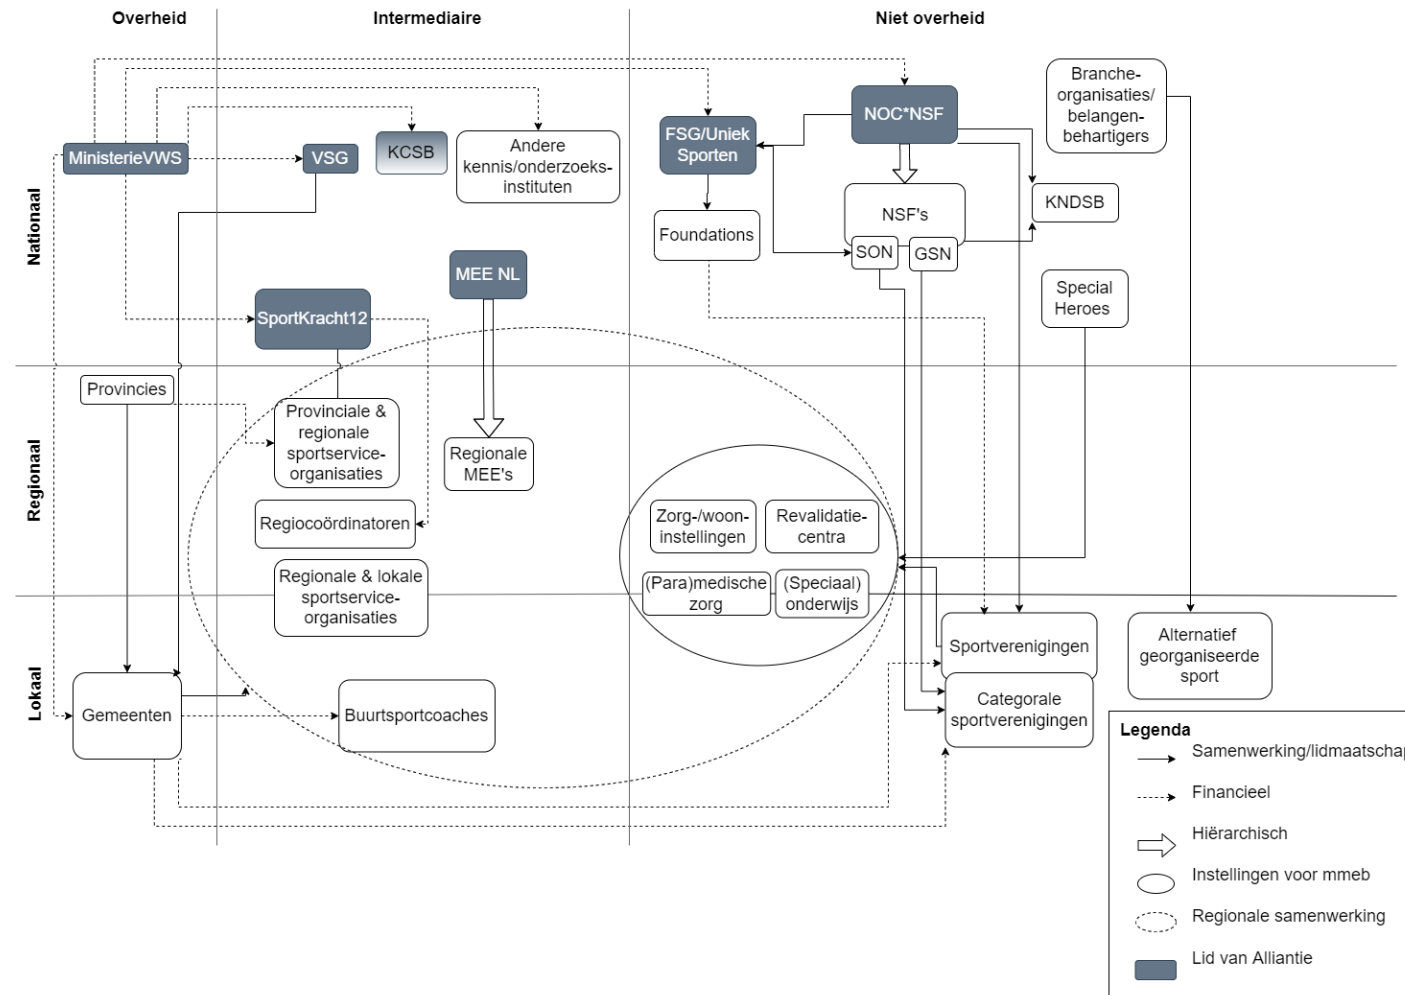 Overheid
Intermediaire
Niet overheid
Nationaal
Regionaal
Lokaal
MinisterieVWS
VSG
KCSB
Andere
kennis/onderzoeks-
instituten
FSG/Uniek
Sporten
NOC*NSF
Branche-
organisaties/
belangen-
behartigers
Foundations
NSF's
SON
GSN
KNDSB
MEE NL
SportKracht12
Special
Heroes
Provincies
Provinciale &
regionale
sportservice-
organisaties
Regionale
MEE's
Regiocoördinatoren
Zorg-/woon-
instellingen
Revalidatie-
centra
Regionale & lokale
sportservice-
organisaties
(Para)medische
zorg
(Speciaal)
onderwijs
Sportverenigingen
Alternatief
georganiseerde
sport
Gemeenten
Buurtsportcoaches
Categorale
sportverenigingen
Legenda
Samenwerking/lidmaatschap
Financieel
Hiërarchisch
Instellingen voor mmeb
Regionale samenwerking
Lid van Alliantie